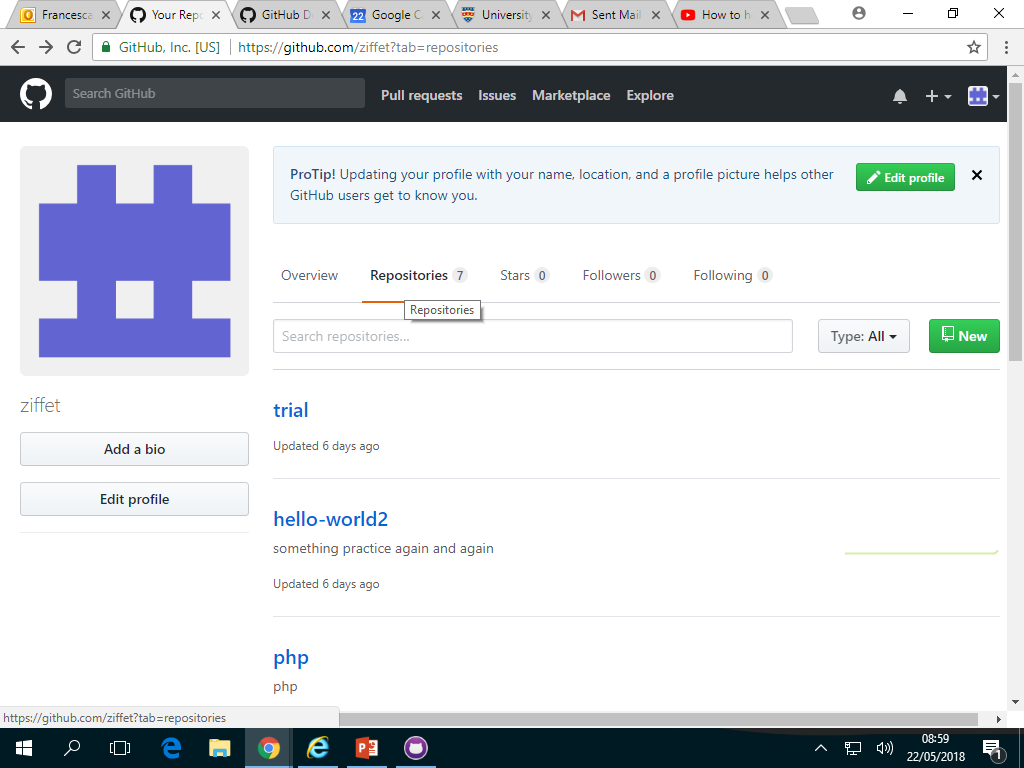 Francesca
Your Repo
GitHub D
Google C
University
Sent Mail
How to h
GitHub, Inc. [US]
https://github.com/ziffet?tab=repositories
Search GitHub
Pull requests
Issues
Marketplace
Explore
ProTip! Updating your profile with your name, location, and a profile picture helps other
GitHub users get to know you.
Edit profile
Overview
Repositories 7
Stars 0
Followers 0
Following 0
Repositories
Search repositories...
Type: All
New
ziffet
Add a bio
Edit profile
trial
Updated 6 days ago
hello-world2
something practice again and again
Updated 6 days ago
php
php
https://github.com/ziffet?tab=repositories
08:59
22/05/2018
1